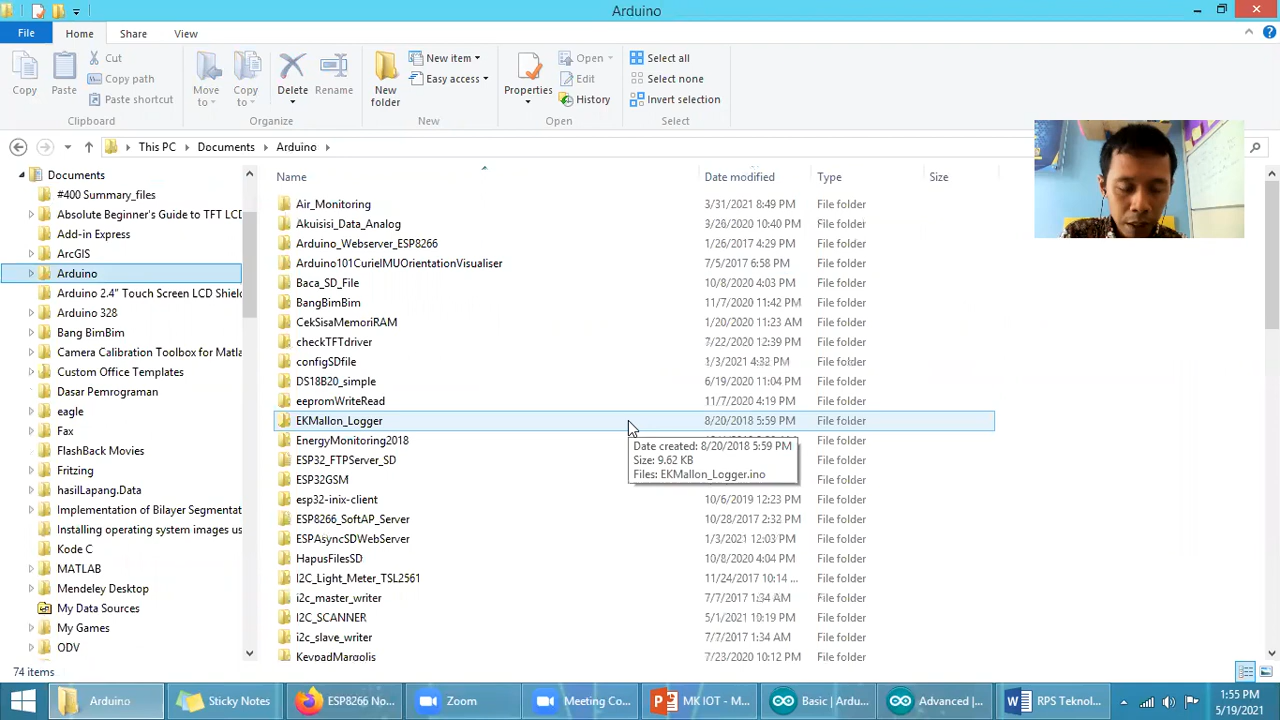 Arduino
File Home Share View
Copy
Paste
Cut
Copy path
Paste shortcut
Clipboard
Move to
Copy to
Delete
Rename
Organize
New folder
New item
Easy access
New
Properties
Open
Edit
History
Open
Select all
Select none
Invert selection
Select
This PC Documents Arduino
Documents
#400 Summary_files
Absolute Beginner's Guide to TFT LCD
Add-in Express
ArcGIS
Arduino
Arduino 2.4" Touch Screen LCD Shield
Arduino 328
Bang BimBim
Camera Calibration Toolbox for Matla
Custom Office Templates
Dasar Pemrograman
eagle
Fax
FlashBack Movies
Fritzing
hasilLapang.Data
Implementation of Bilayer Segmentat
Installing operating system images us
Kode C
MATLAB
Mendeley Desktop
My Data Sources
My Games
ODV
Name Date modified Type Size
Air_Monitoring 3/31/2021 8:49 PM File folder
Akuisisi_Data_Analog 3/26/2020 10:40 PM File folder
Arduino_Webserver_ESP8266 1/26/2017 4:29 PM File folder
Arduino101CurieIMUOrientationVisualiser 7/5/2017 6:58 PM File folder
Baca_SD_File 10/8/2020 4:03 PM File folder
BangBimBim 11/7/2020 11:42 PM File folder
CekSisaMemoriRAM 1/20/2020 11:23 AM File folder
checkTFTdriver 7/22/2020 12:39 PM File folder
configSDfile 1/3/2021 4:32 PM File folder
DS18B20_simple 6/19/2020 11:04 PM File folder
eepromWriteRead 11/7/2020 4:19 PM File folder
EKMallon_Logger 8/20/2018 5:59 PM File folder
EnergyMonitoring2018 File folder
Date created: 8/20/2018 5:59 PM
Size: 9.62 KB
Files: EKMallon_Logger.ino
ESP32_FTPServer_SD File folder
ESP32GSM File folder
esp32-inix-client 10/6/2019 12:23 PM File folder
ESP8266_SoftAP_Server 10/28/2017 2:32 PM File folder
ESPAsyncSDWebServer 1/3/2021 12:03 PM File folder
HapusFilesSD 10/8/2020 4:04 PM File folder
I2C_Light_Meter_TSL2561 11/24/2017 10:14 ... File folder
i2c_master_writer 7/7/2017 1:34 AM File folder
I2C_SCANNER 5/1/2021 10:19 PM File folder
i2c_slave_writer 7/7/2017 1:34 AM File folder
KeypadMargolis 7/23/2020 10:12 PM File folder
74 items
Arduino
Sticky Notes
ESP8266 No...
Zoom
Meeting Co...
MK IOT - M...
Basic | Ardu...
Advanced |...
RPS Teknol...
1:55 PM
5/19/2021